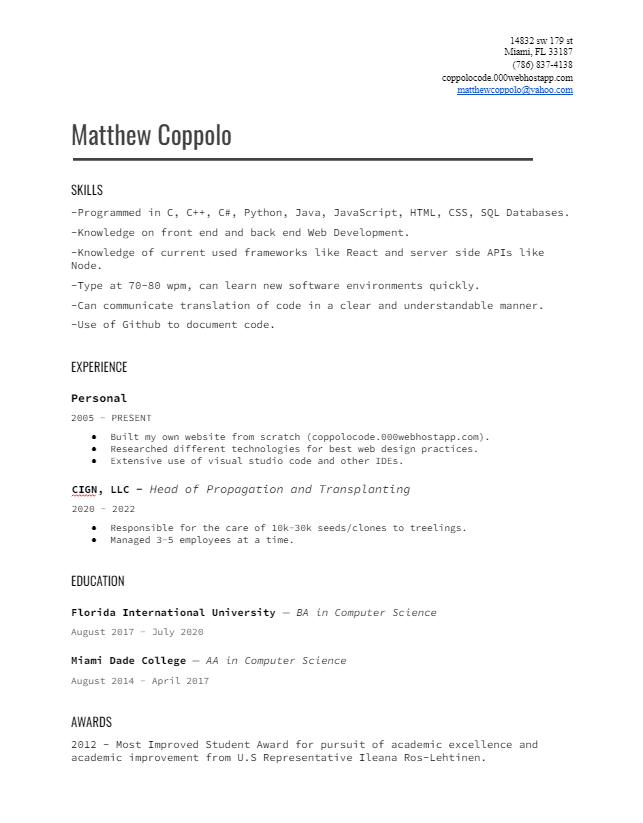 14832 sw 179 st
Miami, FL 33187
(786) 837-4138
coppolocode.000webhostapp.com
matthewcoppolo@yahoo.com
Matthew Coppolo
SKILLS
-Programmed in C, C++, C#, Python, Java, JavaScript, HTML, CSS, SQL Databases.
-Knowledge on front end and back end Web Development.
-Knowledge of current used frameworks like React and server side APIs like
Node.
-Type at 70-80 wpm, can learn new software environments quickly.
-Can communicate translation of code in a clear and understandable manner.
-Use of Github to document code.
EXPERIENCE
Personal
2005 - PRESENT
● Built my own website from scratch (coppolocode.000webhostapp.com).
● Researched different technologies for best web design practices.
● Extensive use of visual studio code and other IDEs.
CIGN, LLC - Head of Propagation and Transplanting
2020 - 2022
● Responsible for the care of 10k-30k seeds/clones to treelings.
● Managed 3-5 employees at a time.
EDUCATION
Florida International University — BA in Computer Science
August 2017 - July 2020
Miami Dade College — AA in Computer Science
August 2014 - April 2017
AWARDS
2012 - Most Improved Student Award for pursuit of academic excellence and
academic improvement from U.S Representative Ileana Ros-Lehtinen.